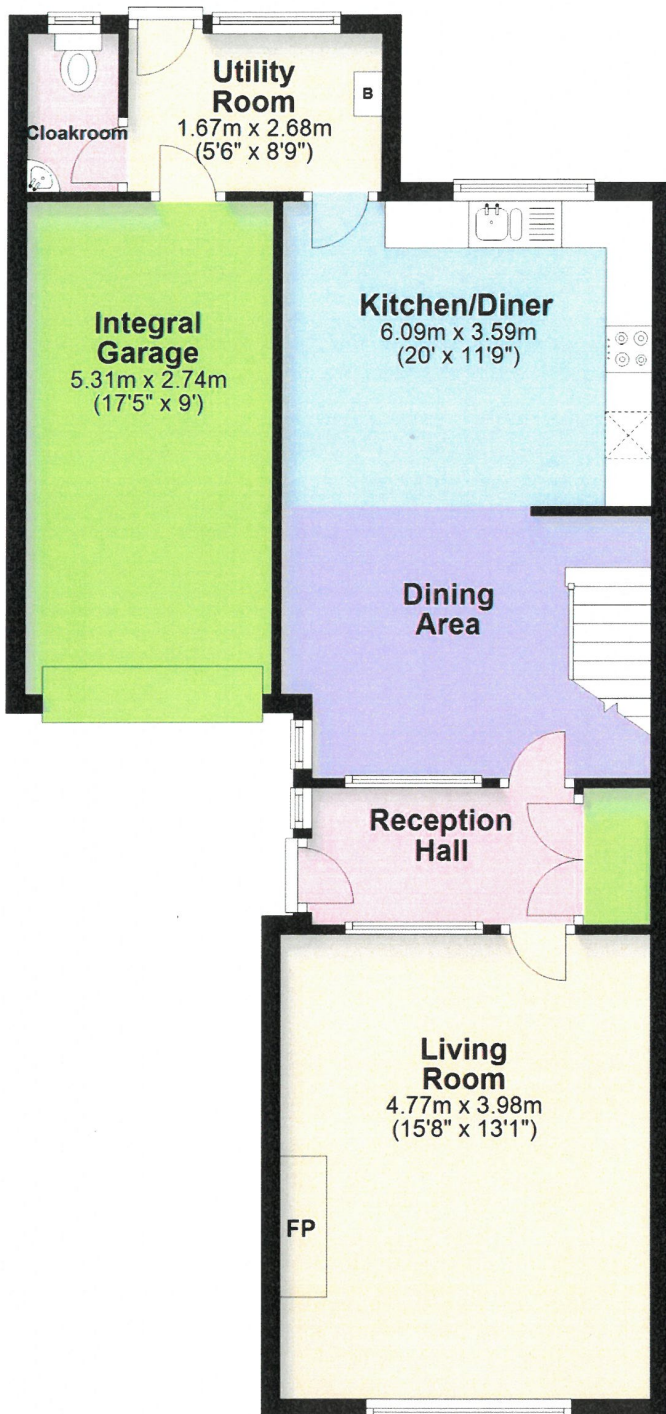 Utility
Room
1.67m x 2.68m
(5'6" x 8'9")
B
Cloakroom
Integral
Garage
5.31m x 2.74m
(17'5" x 9')
Kitchen/Diner
6.09m x 3.59m
(20' x 11'9")
Dining
Area
Reception
Hall
Living
Room
4.77m x 3.98m
(15'8" x 13'1")
FP